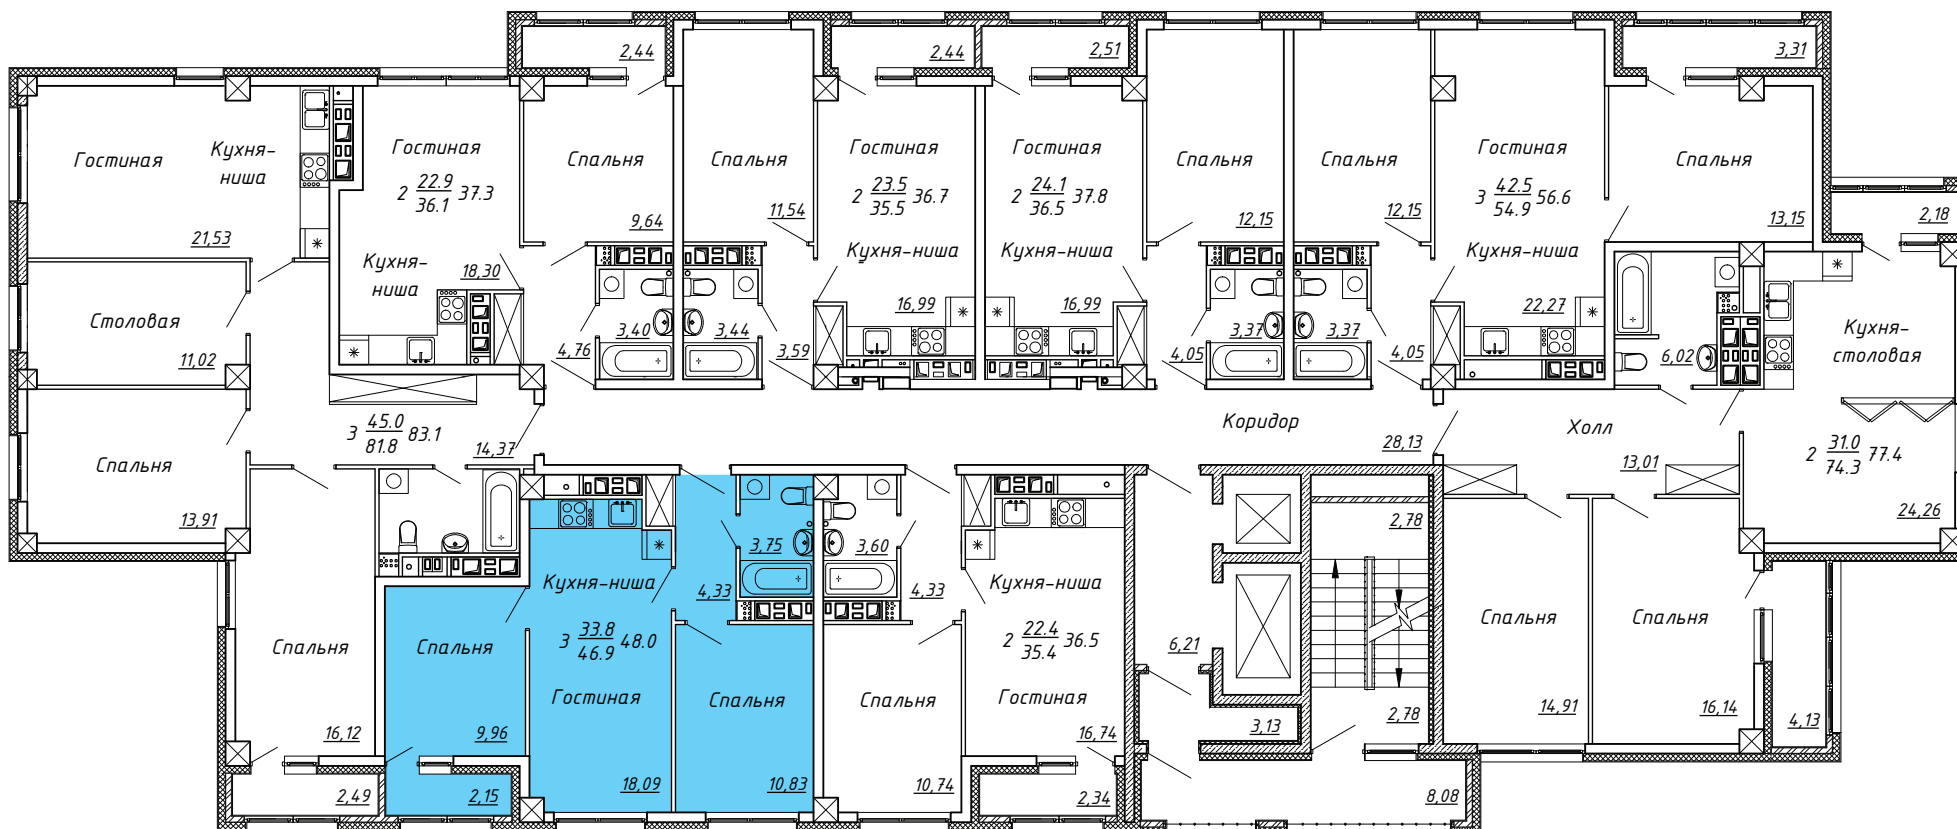 2,44
2,44
2,51
3,31
Гостиная
Кухня-
ниша
21,53
Гостиная
2 22.9 37.3
36.1
Кухня-
ниша
18,30
Спальня
9,64
Спальня
11,54
Гостиная
2 23.5 36.7
35.5
Кухня-ниша
16,99
Гостиная
2 24.1 37.8
36.5
Кухня-ниша
16,99
Спальня
12,15
Спальня
12,15
Гостиная
3 42.5 56.6
54.9
Кухня-ниша
22,27
Спальня
13,15
2,18
Столовая
11,02
4,76
3,40
3,44
3,59
4,05
3,37
3,37
4,05
6,02
Кухня-
столовая
3 45.0 83.1
81.8
14,37
Коридор
28,13
Холл
13,01
2 31.0 77.4
74.3
24,26
Спальня
13,91
3,75
4,33
3,60
4,33
2,78
Кухня-ниша
3 33.8 48.0
46.9
Гостиная
18,09
Кухня-ниша
2 22.4 36.5
35.4
Гостиная
16,74
Спальня
16,12
Спальня
9,96
Спальня
10,83
Спальня
10,74
6,21
3,13
2,78
Спальня
14,91
Спальня
16,14
4,13
2,49
2,15
2,34
8,08